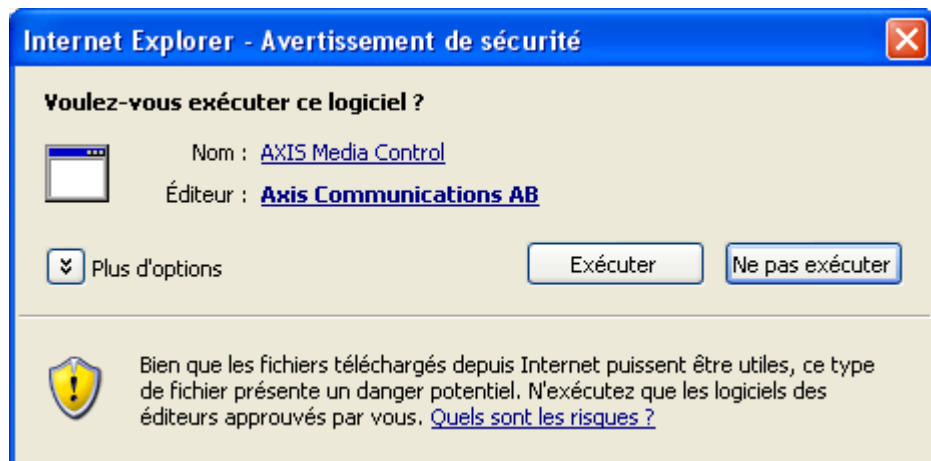 Internet Explorer - Avertissement de sécurité
Voulez-vous exécuter ce logiciel ?
Nom : AXIS Media Control
Éditeur : Axis Communications AB
Plus d'options
Exécuter
Ne pas exécuter
Bien que les fichiers téléchargés depuis Internet puissent être utiles, ce type
de fichier présente un danger potentiel. N'exécutez que les logiciels des
éditeurs approuvés par vous. Quels sont les risques ?